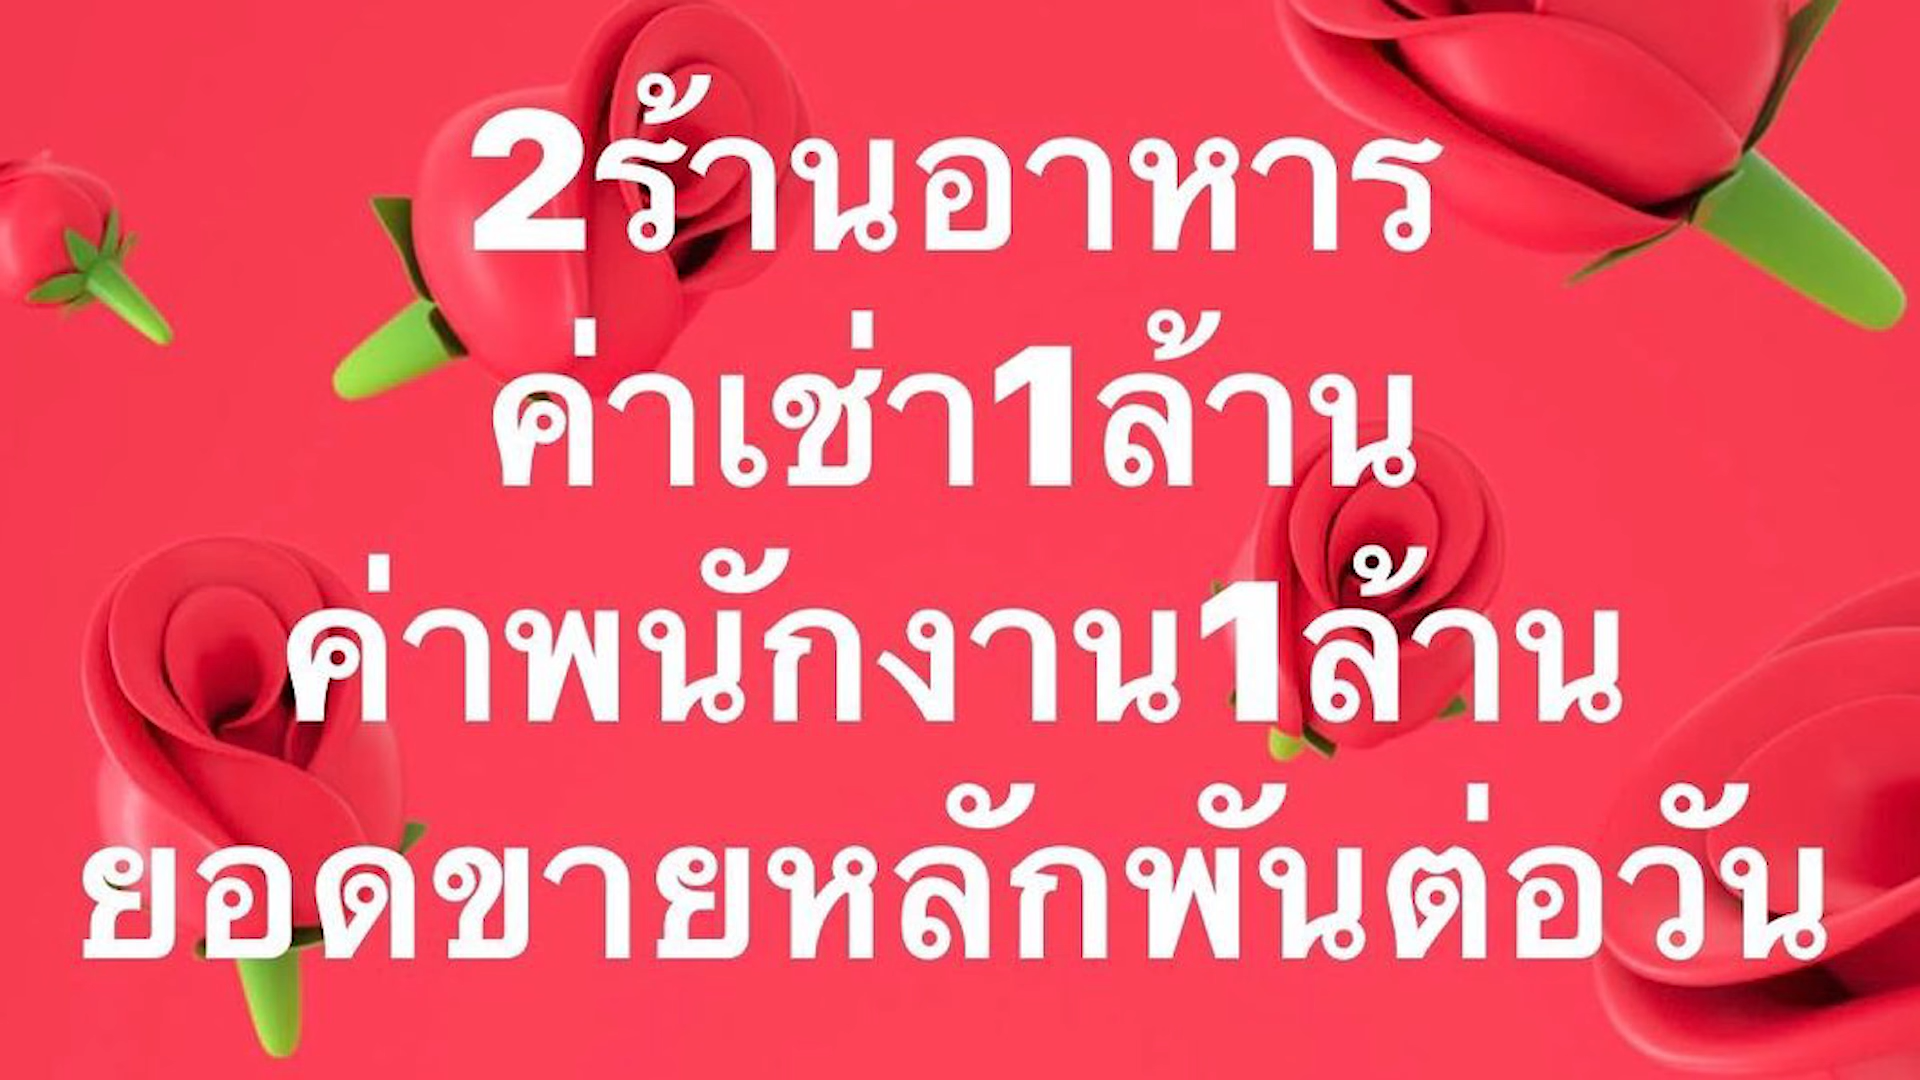 2ร้านอาหาร
ค่าเช่า1ล้าน
ค่าพนักงาน1ล้าน
ยอดขายหลักพันต่อวัน